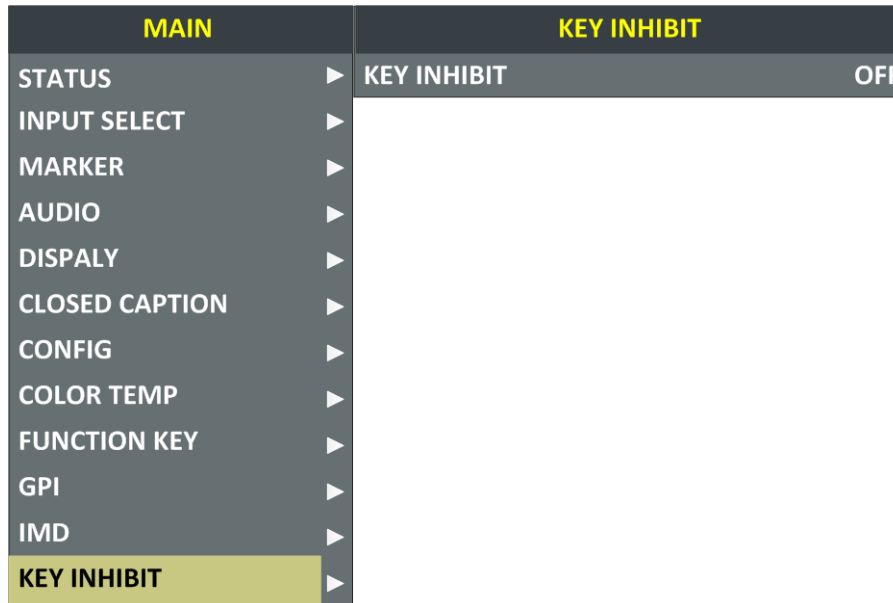 MAIN
KEY INHIBIT
STATUS
KEY INHIBIT OFF
INPUT SELECT
MARKER
AUDIO
DISPALY
CLOSED CAPTION
CONFIG
COLOR TEMP
FUNCTION KEY
GPI
IMD
KEY INHIBIT